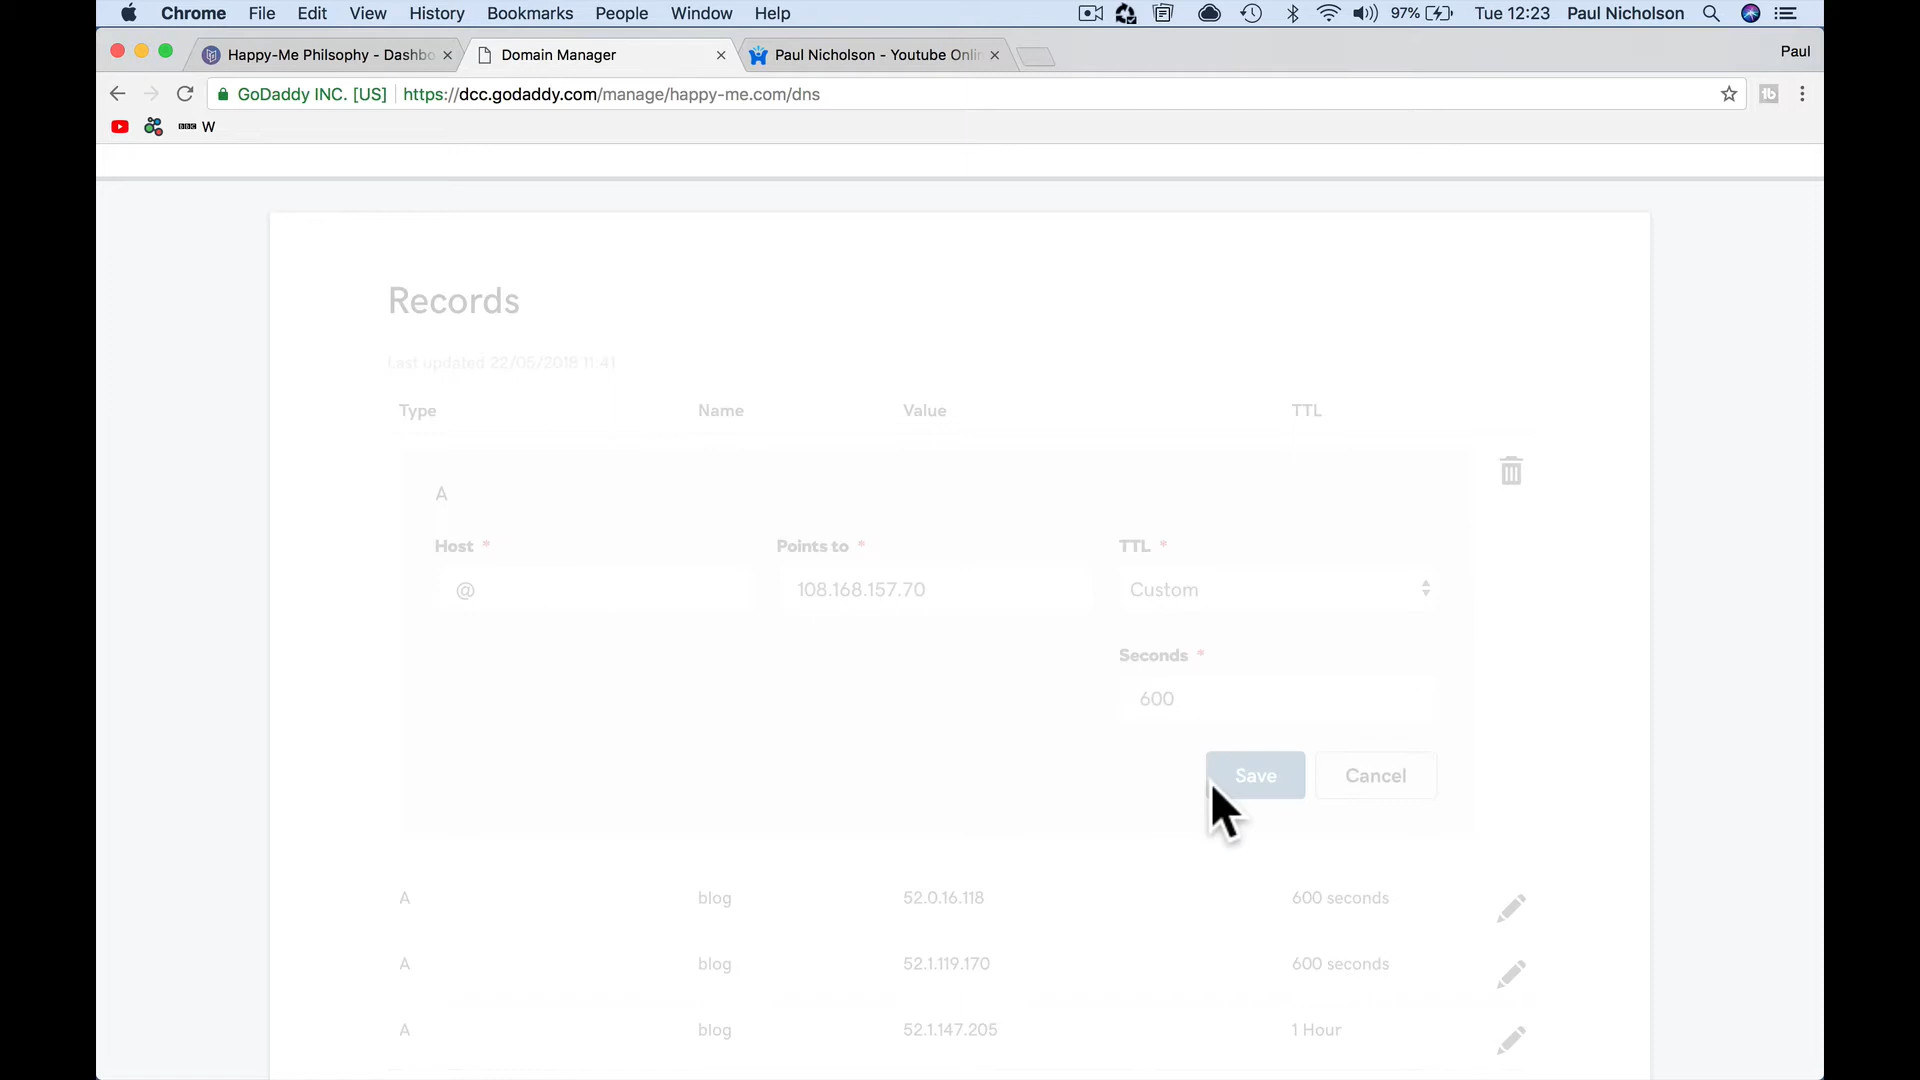 Chrome File Edit View History Bookmarks People Window Help 97% Tue 12:23 Paul Nicholson
Happy-Me Philsophy - Dashbo Domain Manager Paul Nicholson - Youtube Onlin Paul
GoDaddy INC. [US] https://dcc.godaddy.com/manage/happy-me.com/dns
BBC W
Records
Last updated 22/05/2018 11:41
Type Name Value TTL
A
Host * Points to * TTL *
@ 108.168.157.70 Custom
Seconds *
600
Save Cancel
A blog 52.0.16.118 600 seconds
A blog 52.1.119.170 600 seconds
A blog 52.1.147.205 1 Hour